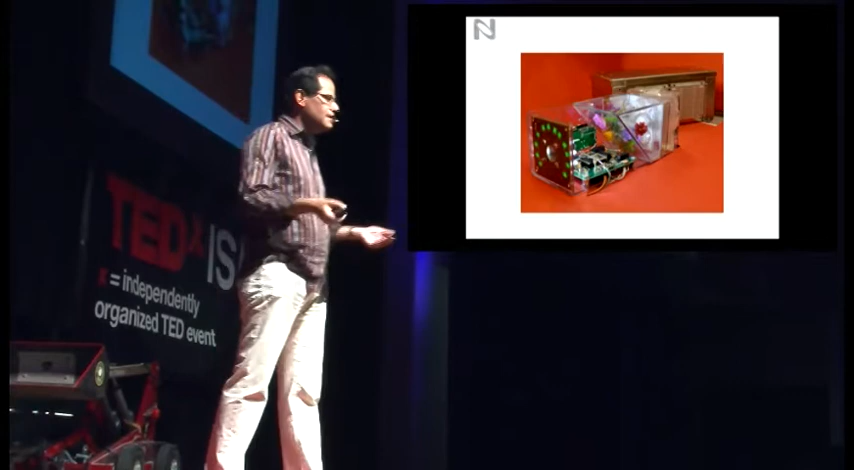 TEDx IS
x = independently
organized TED event
N